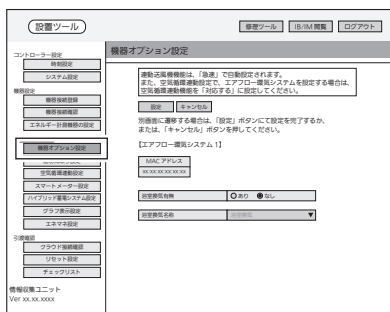 設置ツール
修理ツール
IB/IM 閲覧
ログアウト
コントローラー設定
時刻設定
システム設定
機器設定
機器接続登録
機器接続確認
エネルギー計測機器の設定
機器オプション設定
空気循環連動設定
スマートメーター設定
ハイブリッド蓄電システム設定
グラフ表示設定
エネマネ設定
引渡確認
クラウド接続確認
リセット設定
チェックリスト
情報収集ユニット
Ver xx.xx.xxxx
機器オプション設定
連動送風機機能は、「急速」で自動設定されます。
また、空気循環連動設定で、エアフロー環気システムを設定する場合は、
空気循環連動機能を「対応する」に設定してください。
設定
キャンセル
別画面に遷移する場合は、「設定」ボタンにて設定を完了するか、
または、「キャンセル」ボタンを押してください。
【エアフロー環気システム 1】
MAC アドレス
xx:xx:xx:xx:xx:xx
浴室換気有無
あり
なし
浴室換気名称
浴室換気